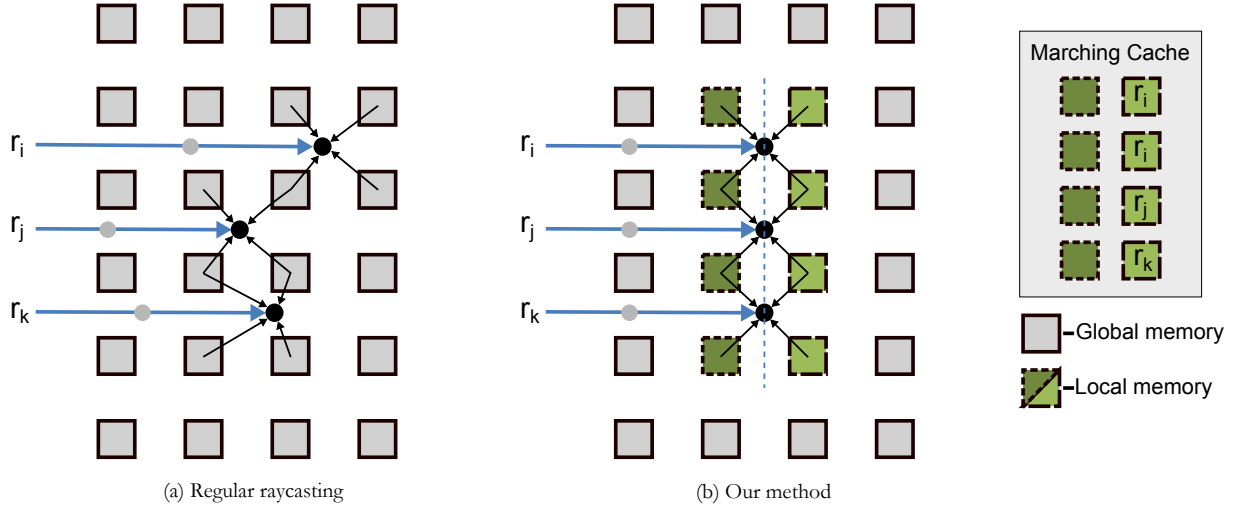 r_i
r_j
r_k
(a) Regular raycasting
r_i
r_j
r_k
(b) Our method
Marching Cache
r_i
r_i
r_j
r_k
Global memory
Local memory